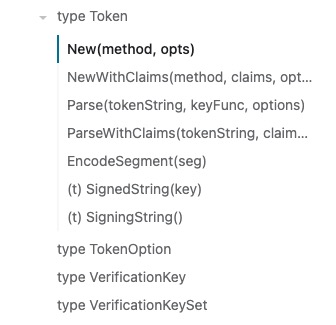 type Token
New(method, opts)
NewWithClaims(method, claims, opt...
Parse(tokenString, keyFunc, options)
ParseWithClaims(tokenString, claim...
EncodeSegment(seg)
(t) SignedString(key)
(t) SigningString()
type TokenOption
type VerificationKey
type VerificationKeySet